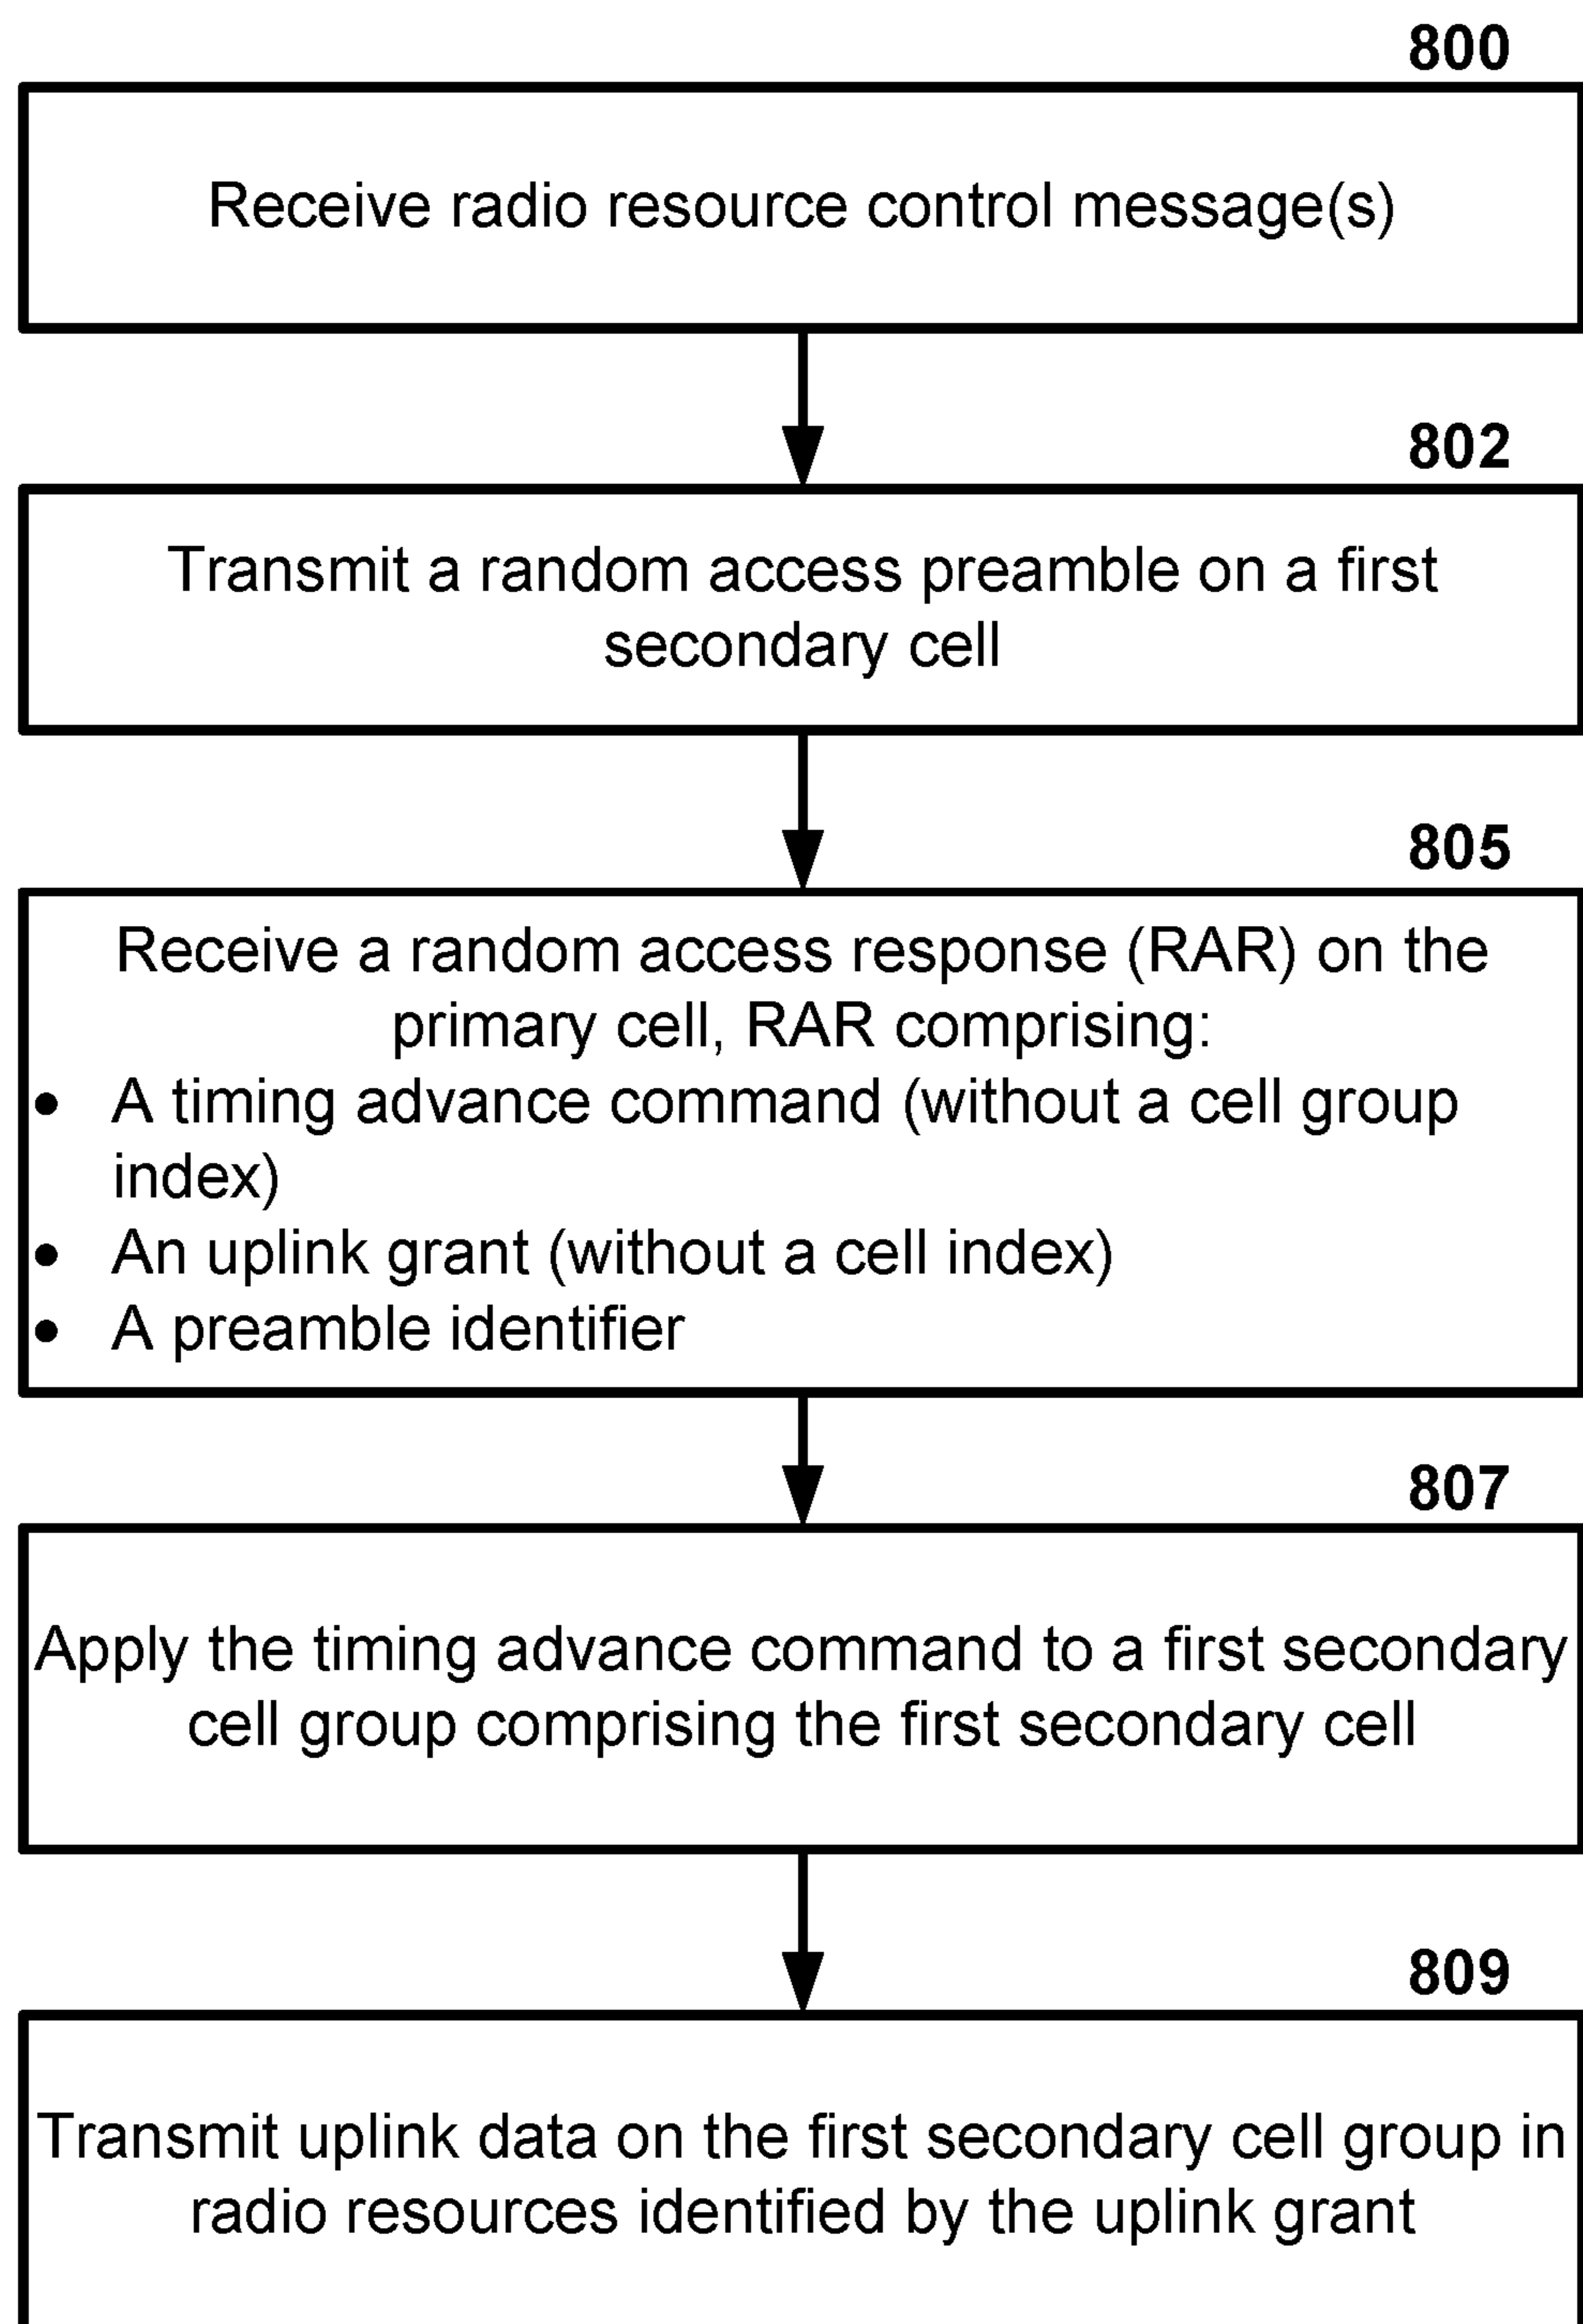 800
Receive radio resource control message(s)
802
Transmit a random access preamble on a first
secondary cell
805
Receive a random access response (RAR) on the
primary cell, RAR comprising:
• A timing advance command (without a cell group
index)
• An uplink grant (without a cell index)
• A preamble identifier
807
Apply the timing advance command to a first secondary
cell group comprising the first secondary cell
809
Transmit uplink data on the first secondary cell group in
radio resources identified by the uplink grant